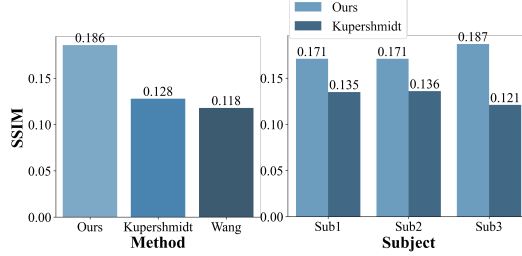 Ours
Kupershmidt
0.186
0.128
0.118
0.15
0.10
0.05
0.00
SSIM
Ours Kupershmidt Wang
Method
0.171 0.171 0.187
0.135 0.136 0.121
0.15
0.10
0.05
0.00
Sub1 Sub2 Sub3
Subject